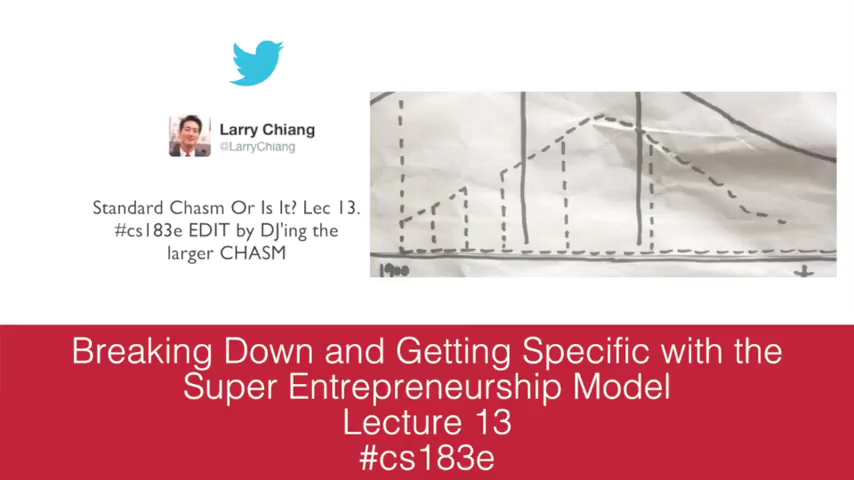 Larry Chiang
@LarryChiang
Standard Chasm Or Is It? Lec 13.
#cs183e EDIT by DJ'ing the
larger CHASM
1900
Breaking Down and Getting Specific with the
Super Entrepreneurship Model
Lecture 13
#cs183e